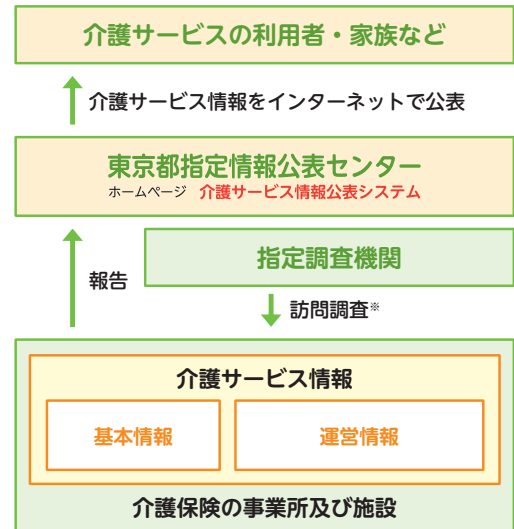 介護サービスの利用者・家族など
介護サービス情報をインターネットで公表
東京都指定情報公表センター
ホームページ 介護サービス情報公表システム
指定調査機関
報告
訪問調査※
介護サービス情報
基本情報
運営情報
介護保険の事業所及び施設